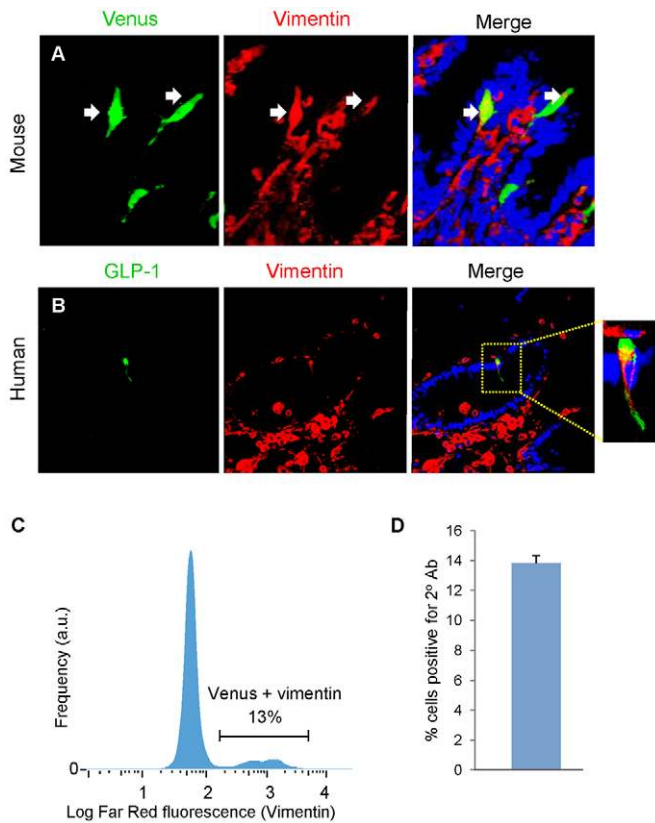 Venus Vimentin Merge
A
Mouse
GLP-1 Vimentin Merge
B
Human
C
Frequency (a.u.)
Venus + vimentin
13%
0
1 2 3 4
Log Far Red fluorescence (Vimentin)
D
% cells positive for 2º Ab
16
14
12
10
8
6
4
2
0